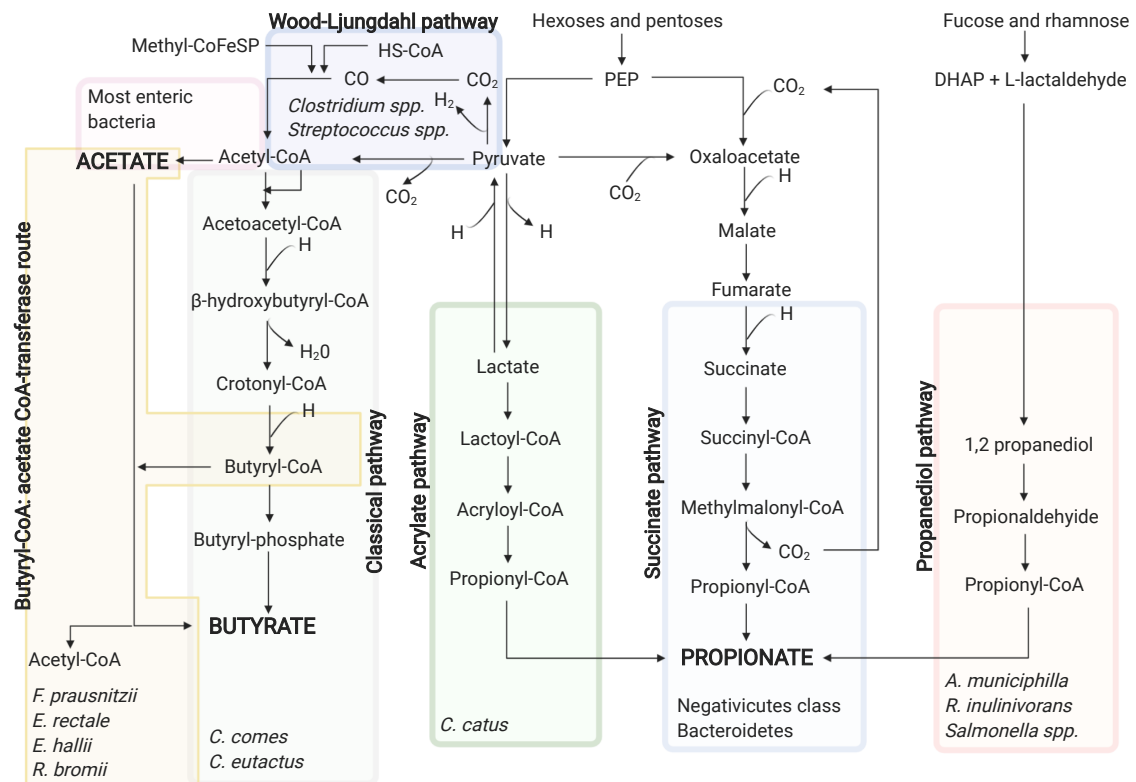 Wood-Ljungdahl pathway
Hexoses and pentoses
Fucose and rhamnose
Methyl-CoFeSP
HS-CoA
CO
CO₂
H₂
Clostridium spp.
Streptococcus spp.
PEP
CO₂
DHAP + L-lactaldehyde
Most enteric
bacteria
ACETATE
Acetyl-CoA
Pyruvate
Oxaloacetate
CO₂
CO₂
H
Acetoacetyl-CoA
H
H
H
Malate
β-hydroxybutyryl-CoA
Fumarate
H
H₂0
Crotonyl-CoA
H
Butyryl-CoA
Butyryl-phosphate
BUTYRATE
Acetyl-CoA
Butyryl-CoA: acetate CoA-transferase route
F. prausnitzii
E. rectale
E. hallii
R. bromii
Classical pathway
C. comes
C. eutactus
Acrylate pathway
Lactate
Lactoyl-CoA
Acryloyl-CoA
Propionyl-CoA
C. catus
Succinate pathway
Succinate
Succinyl-CoA
Methylmalonyl-CoA
CO₂
Propionyl-CoA
PROPIONATE
Negativicutes class
Bacteroidetes
Propanediol pathway
1,2 propanediol
Propionaldehyide
Propionyl-CoA
A. municiphilla
R. inulinivorans
Salmonella spp.